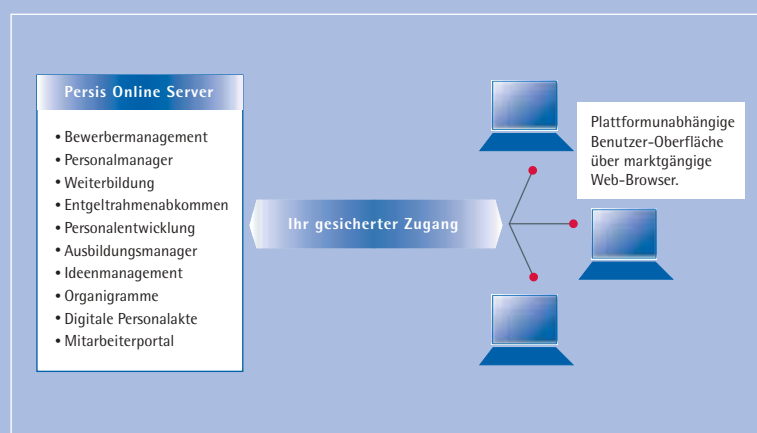 Persis Online Server
• Bewerbermanagement
• Personalmanager
• Weiterbildung
• Entgeltrahmenabkommen
• Personalentwicklung
• Ausbildungsmanager
• Ideenmanagement
• Organigramme
• Digitale Personalakte
• Mitarbeiterportal
Ihr gesicherter Zugang
Plattformunabhängige
Benutzer-Oberfläche
über marktgängige
Web-Browser.